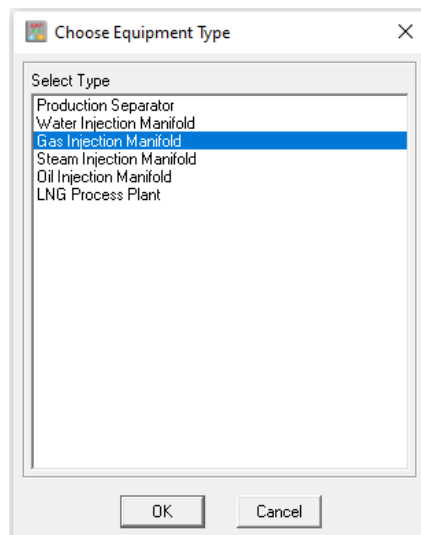 Choose Equipment Type
Select Type
Production Separator
Water Injection Manifold
Gas Injection Manifold
Steam Injection Manifold
Oil Injection Manifold
LNG Process Plant
OK
Cancel